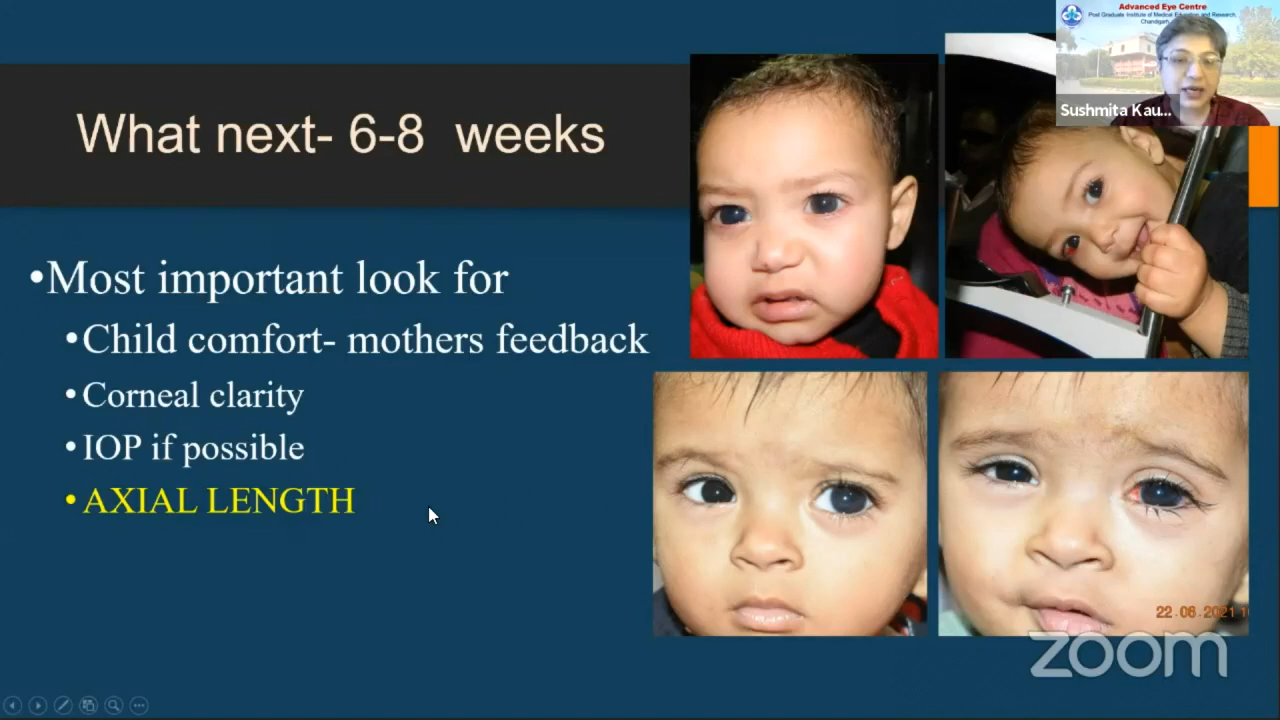 Advanced Eye Centre
Post Graduate Institute of Medical Education and Research,
Chandigarh
Sushmita Kau...
What next- 6-8 weeks
•Most important look for
•Child comfort- mothers feedback
•Corneal clarity
•IOP if possible
•AXIAL LENGTH
22.06.2021 1
zoom